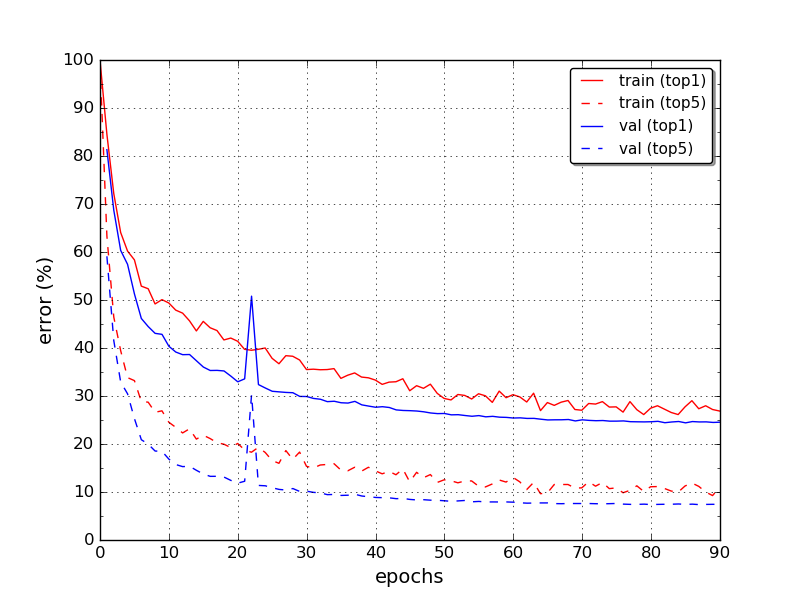 100
90
80
70
60
50
40
30
20
10
0
error (%)
train (top1)
train (top5)
val (top1)
val (top5)
0 10 20 30 40 50 60 70 80 90
epochs